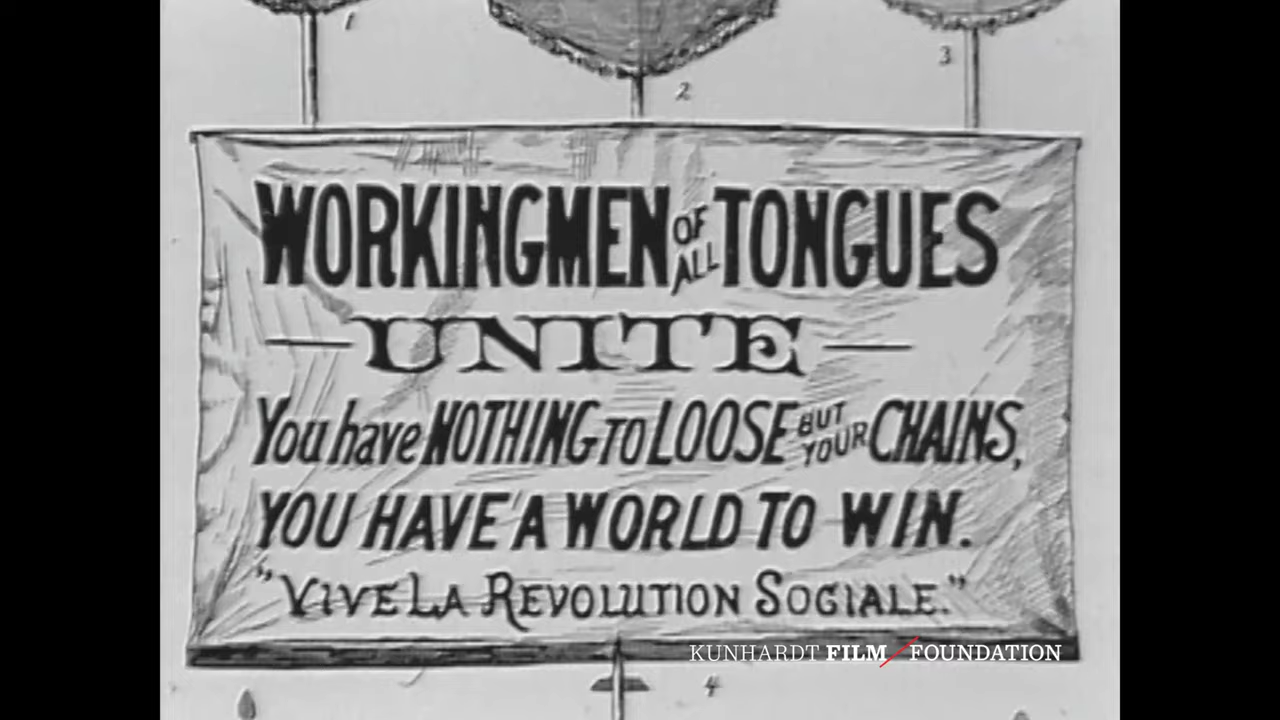 1
2
3
WORKINGMEN OF ALL TONGUES
UNITE
You have NOTHING TO LOOSE BUT YOUR CHAINS,
YOU HAVE A WORLD TO WIN.
"VIVE LA REVOLUTION SOCIALE."
KUNHARDT FILM/FOUNDATION
4